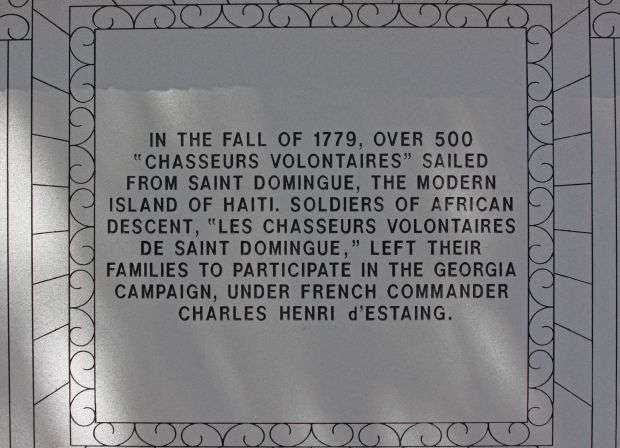 IN THE FALL OF 1779, OVER 500
"CHASSEURS VOLONTAIRES" SAILED
FROM SAINT DOMINGUE, THE MODERN
ISLAND OF HAITI. SOLDIERS OF AFRICAN
DESCENT, "LES CHASSEURS VOLONTAIRES
DE SAINT DOMINGUE," LEFT THEIR
FAMILIES TO PARTICIPATE IN THE GEORGIA
CAMPAIGN, UNDER FRENCH COMMANDER
CHARLES HENRI d'ESTAING.